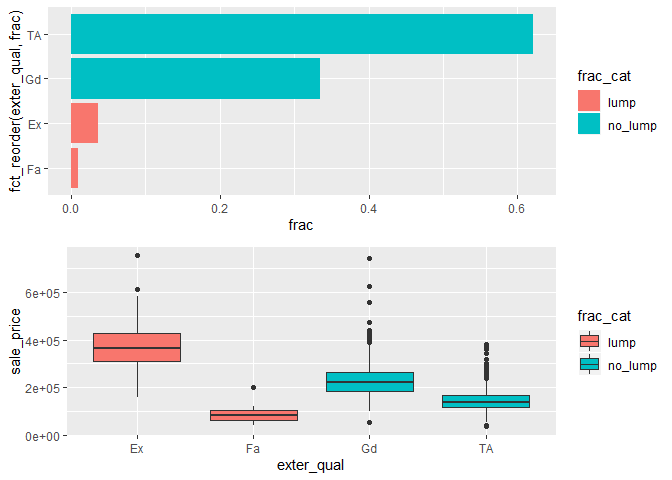 fct_reorder(exter_qual, frac)
TA
Gd
Ex
Fa
0.0 0.2 0.4 0.6
frac
frac_cat
lump
no_lump
sale_price
6e+05
4e+05
2e+05
0e+00
Ex Fa Gd TA
exter_qual
frac_cat
lump
no_lump